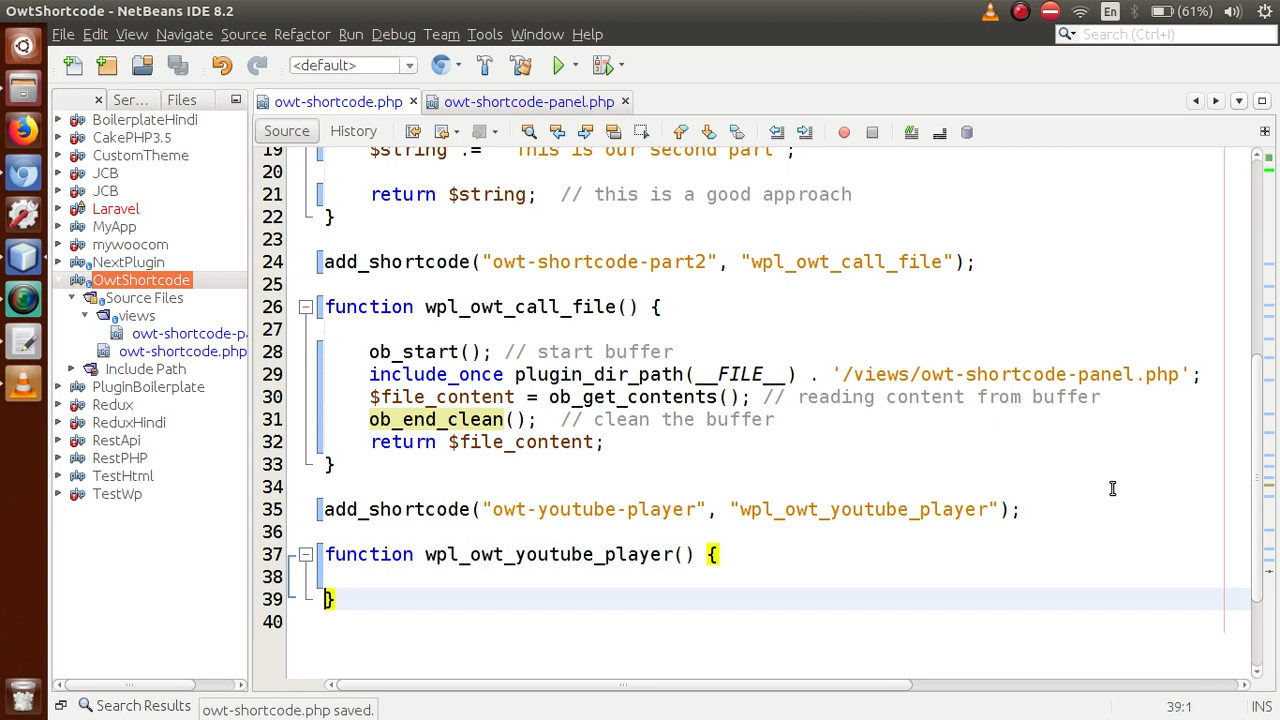 OwtShortcode - NetBeans IDE 8.2
En
(61%)
File Edit View Navigate Source Refactor Run Debug Team Tools Window Help
Search (Ctrl+I)
<default>
Ser... Files
owt-shortcode.php
owt-shortcode-panel.php
Source History
BoilerplateHindi
CakePHP3.5
CustomTheme
JCB
JCB
Laravel
MyApp
mywoocom
NextPlugin
OwtShortcode
Source Files
views
owt-shortcode-pa
owt-shortcode.php
Include Path
PluginBoilerplate
Redux
ReduxHindi
RestApi
RestPHP
TestHtml
TestWp
19 $string .= "This is our second part";
20
21 return $string; // this is a good approach
22 }
23
24 add_shortcode("owt-shortcode-part2", "wpl_owt_call_file");
25
26 function wpl_owt_call_file() {
27
28 ob_start(); // start buffer
29 include_once plugin_dir_path(__FILE__) . '/views/owt-shortcode-panel.php';
30 $file_content = ob_get_contents(); // reading content from buffer
31 ob_end_clean(); // clean the buffer
32 return $file_content;
33 }
34
35 add_shortcode("owt-youtube-player", "wpl_owt_youtube_player");
36
37 function wpl_owt_youtube_player() {
38
39 }
40
Search Results
owt-shortcode.php saved.
39:1
INS